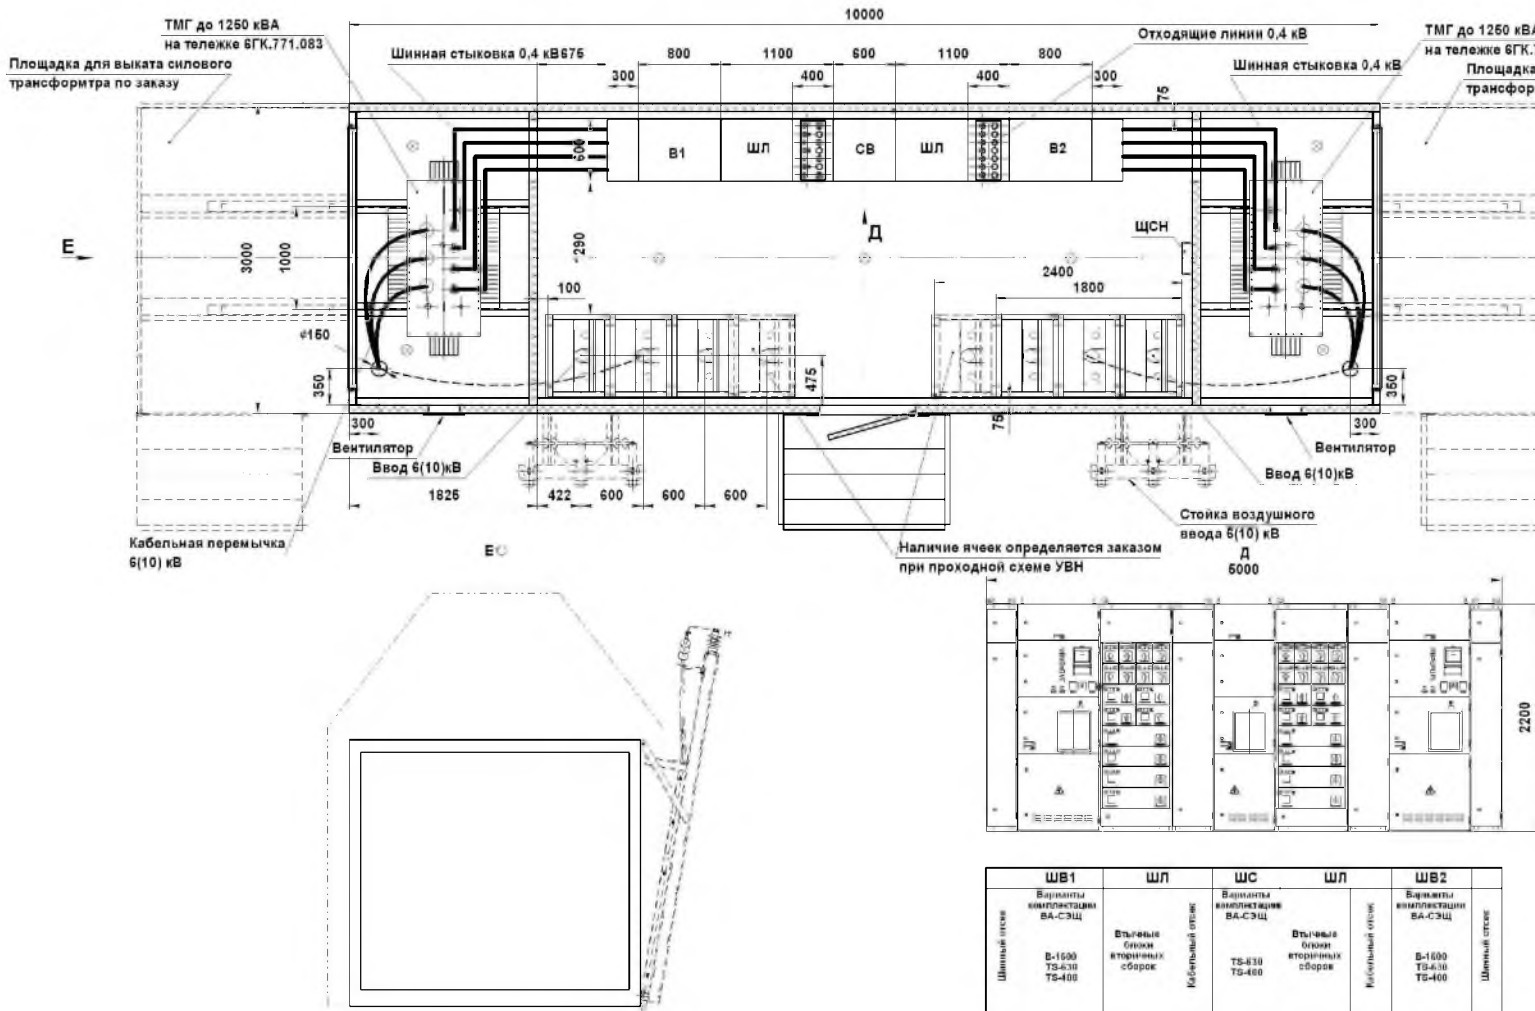 10000
ТМГ до 1250 кВА
на тележке 6ГК.771.083
Площадка для выката силового
трансформтра по заказу
Шинная стыковка 0,4 кВ
675
800
1100
600
1100
800
300
400
400
300
Отходящие линии 0,4 кВ
Шинная стыковка 0,4 кВ
ТМГ до 1250 кВА
на тележке 6ГК.
Площадка
трансфор
75
600
В1
ШЛ
СВ
ШЛ
В2
Е
Д
ЩСН
3000
1000
290
100
2400
1800
ø160
350
475
75
350
300
300
Вентилятор
Ввод 6(10)кВ
1825
422
600
600
600
Вентилятор
Ввод 6(10)кВ
Стойка воздушного
ввода 6(10) кВ
Кабельная перемычка
6(10) кВ
Е
Наличие ячеек определяется заказом
при проходной схеме УВН
Д
5000
2200
ШВ1
ШЛ
ШС
ШЛ
ШВ2
Шинный отсек
Варианты
комплектации
ВА-СЭЩ
В-1600
TS-630
TS-400
Втычные
блоки
вторичных
сборок
Кабельный отсек
Варианты
комплектации
ВА-СЭЩ
TS-630
TS-400
Втычные
блоки
вторичных
сборок
Кабельный отсек
Варианты
комплектации
ВА-СЭЩ
В-1600
TS-630
TS-400
Шинный отсек